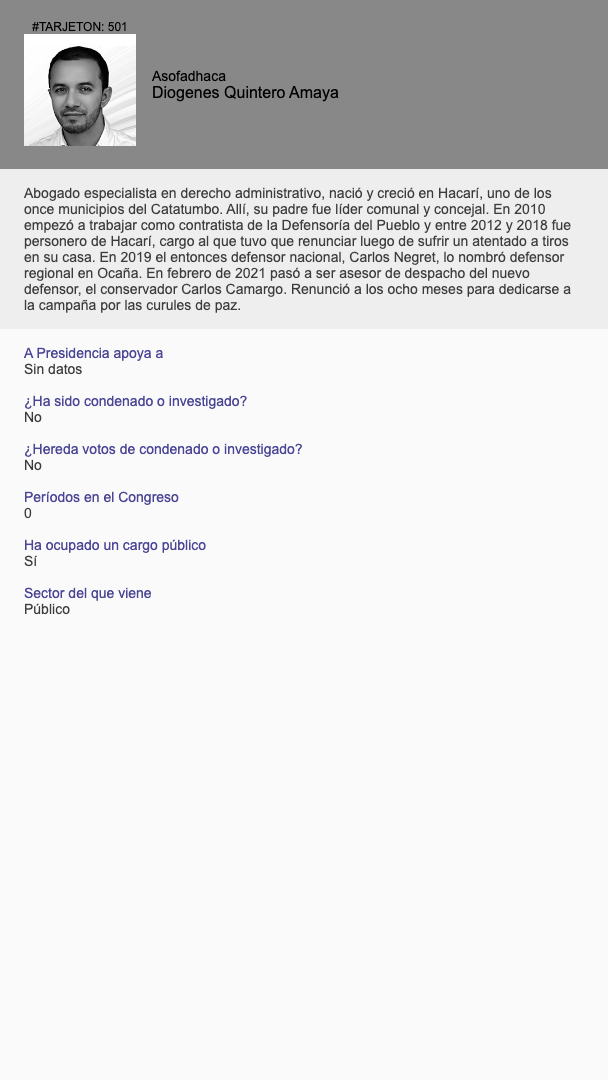 #TARJETON: 501
Asofadhaca
Diogenes Quintero Amaya
Abogado especialista en derecho administrativo, nació y creció en Hacarí, uno de los
once municipios del Catatumbo. Allí, su padre fue líder comunal y concejal. En 2010
empezó a trabajar como contratista de la Defensoría del Pueblo y entre 2012 y 2018 fue
personero de Hacarí, cargo al que tuvo que renunciar luego de sufrir un atentado a tiros
en su casa. En 2019 el entonces defensor nacional, Carlos Negret, lo nombró defensor
regional en Ocaña. En febrero de 2021 pasó a ser asesor de despacho del nuevo
defensor, el conservador Carlos Camargo. Renunció a los ocho meses para dedicarse a
la campaña por las curules de paz.
A Presidencia apoya a
Sin datos
¿Ha sido condenado o investigado?
No
¿Hereda votos de condenado o investigado?
No
Períodos en el Congreso
0
Ha ocupado un cargo público
Sí
Sector del que viene
Público